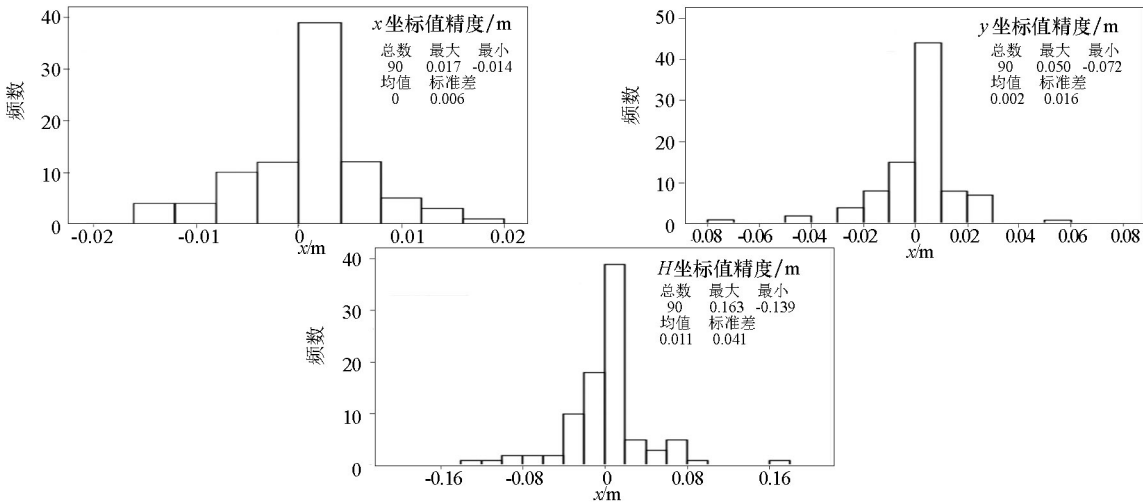 x 坐标值精度/m
总数 最大 最小
90 0.017 -0.014
均值 标准差
0 0.006
频数
40
30
20
10
0
-0.02 -0.01 0 0.01 0.02
x/m
y 坐标值精度/m
总数 最大 最小
90 0.050 -0.072
均值 标准差
0.002 0.016
频数
50
40
30
20
10
0
0.08 -0.06 -0.04 -0.02 0 0.02 0.04 0.06 0.08
x/m
H坐标值精度/m
总数 最大 最小
90 0.163 -0.139
均值 标准差
0.011 0.041
频数
40
30
20
10
0
-0.16 -0.08 0 0.08 0.16
x/m